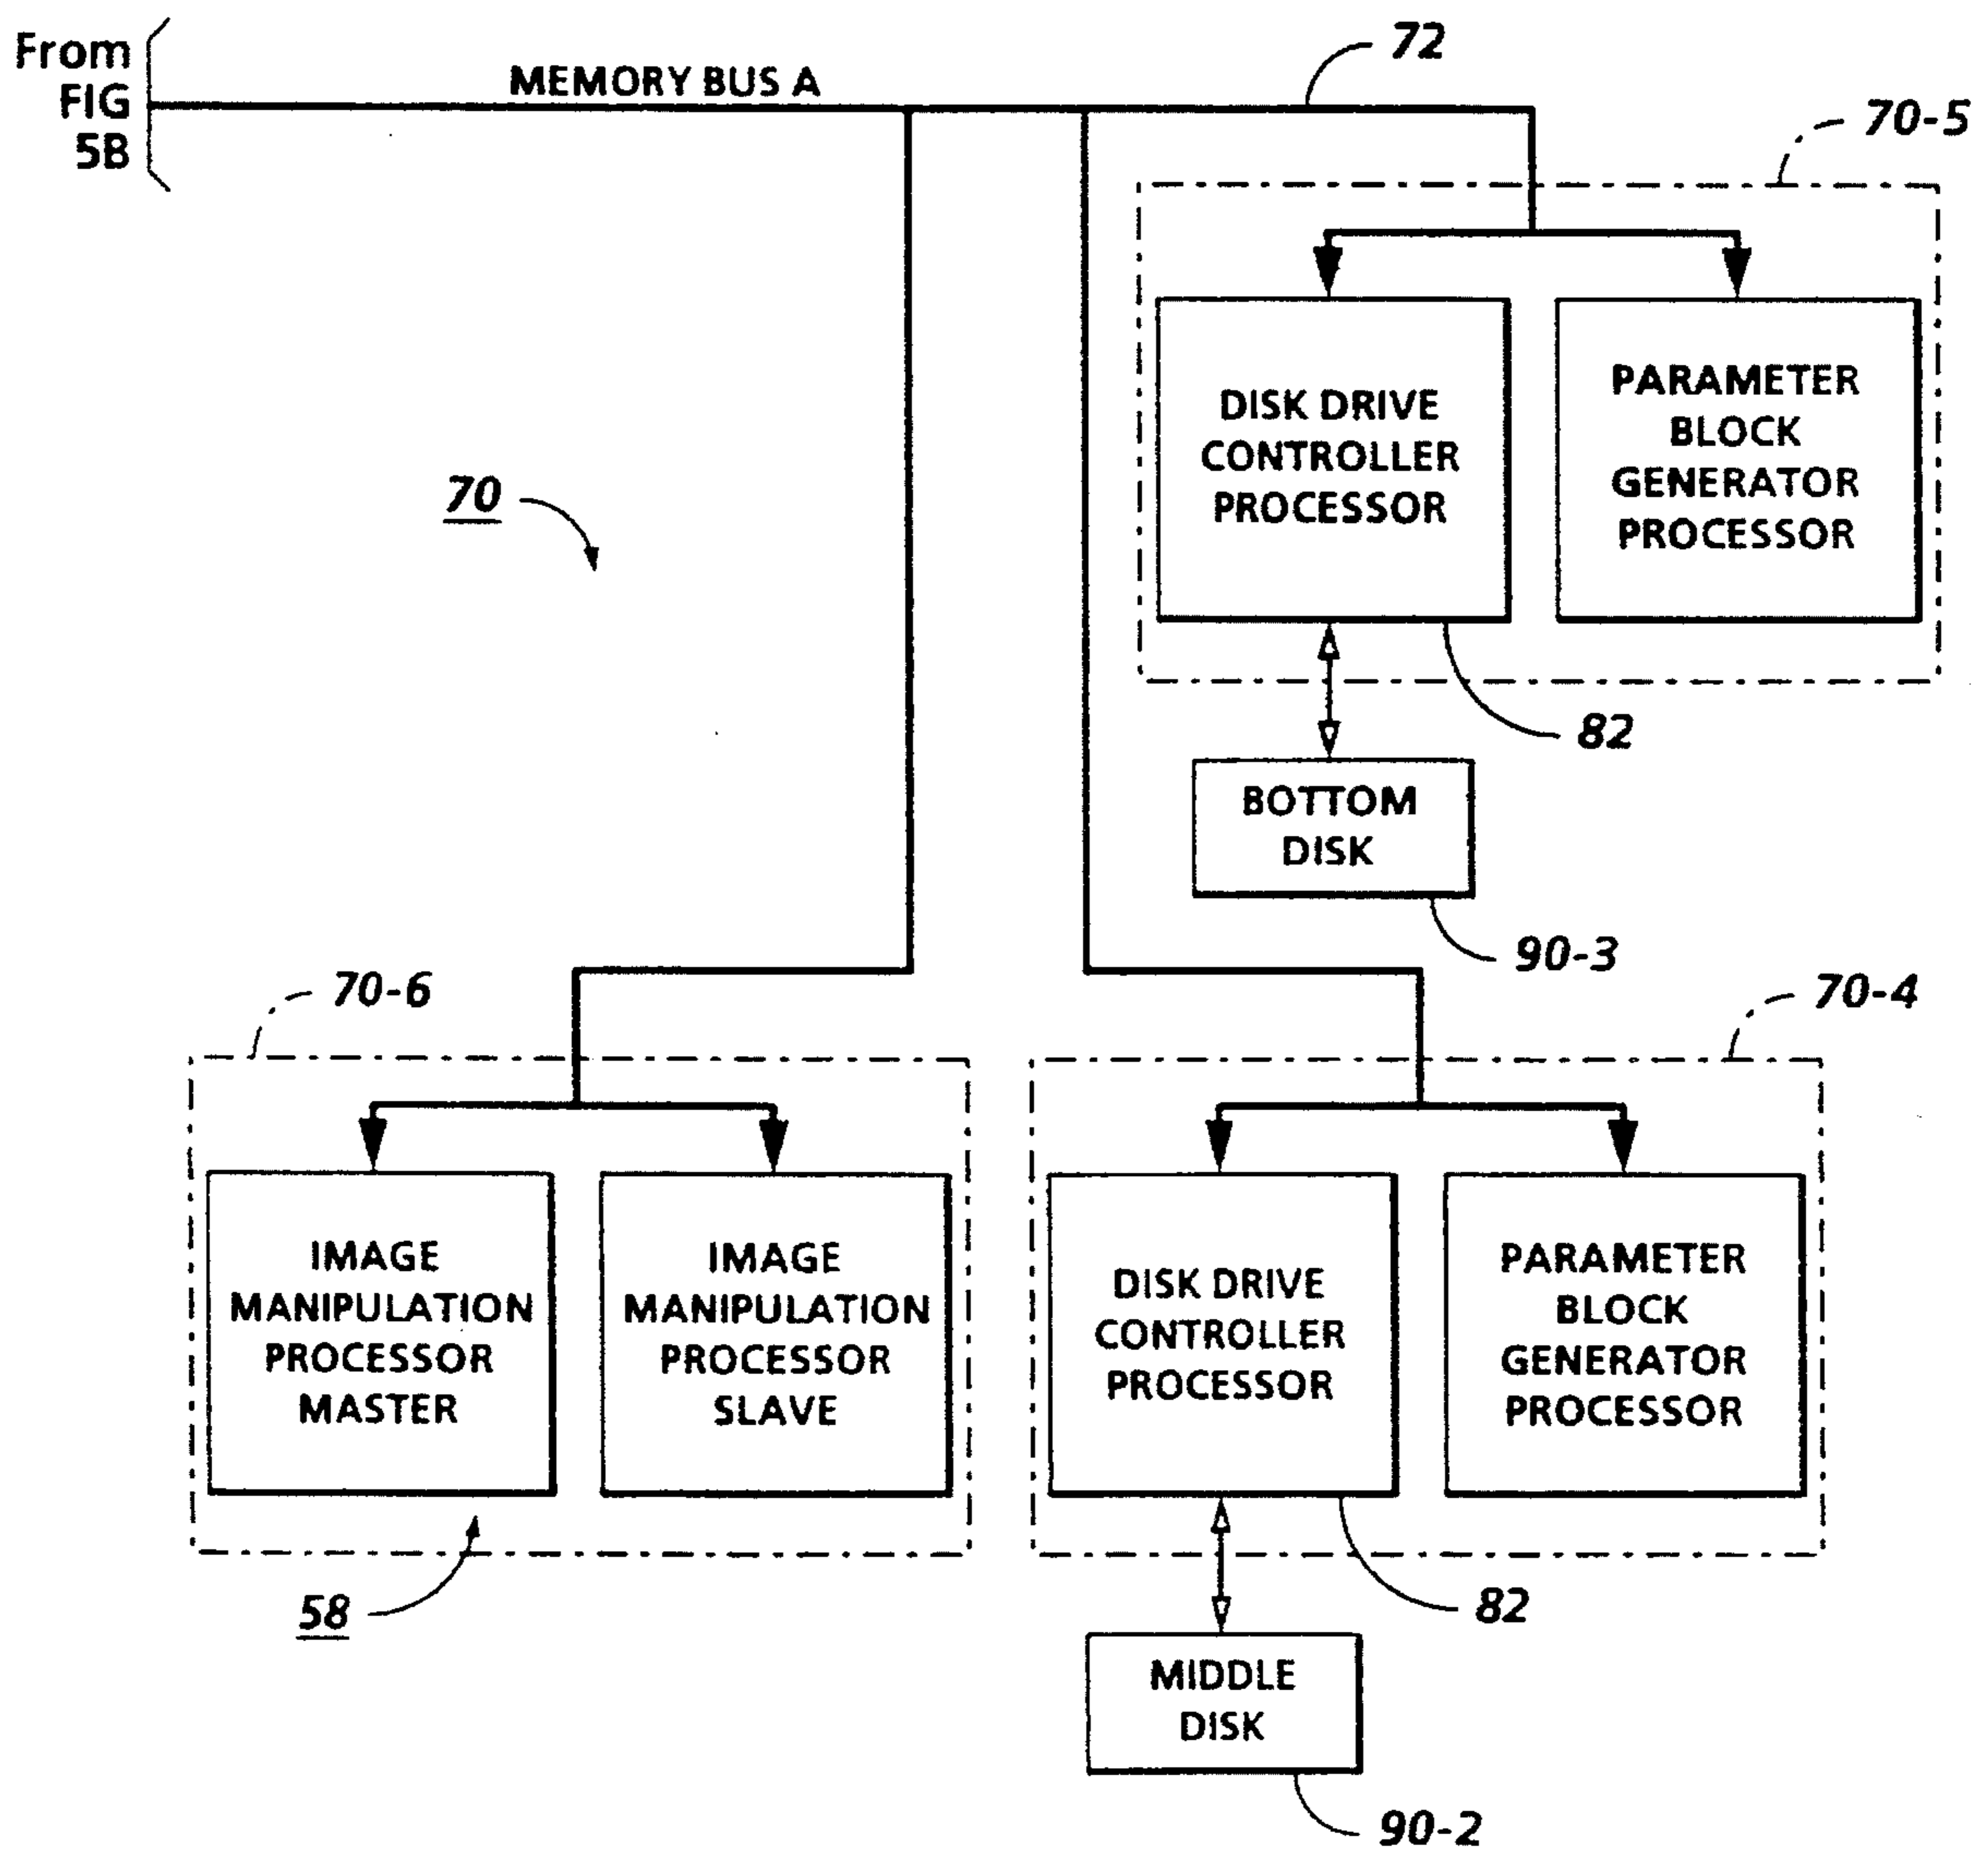 From
FIG
5B
MEMORY BUS A
72
70-5
DISK DRIVE
CONTROLLER
PROCESSOR
PARAMETER
BLOCK
GENERATOR
PROCESSOR
70
82
BOTTOM
DISK
90-3
70-6
70-4
IMAGE
MANIPULATION
PROCESSOR
MASTER
IMAGE
MANIPULATION
PROCESSOR
SLAVE
DISK DRIVE
CONTROLLER
PROCESSOR
PARAMETER
BLOCK
GENERATOR
PROCESSOR
58
82
MIDDLE
DISK
90-2